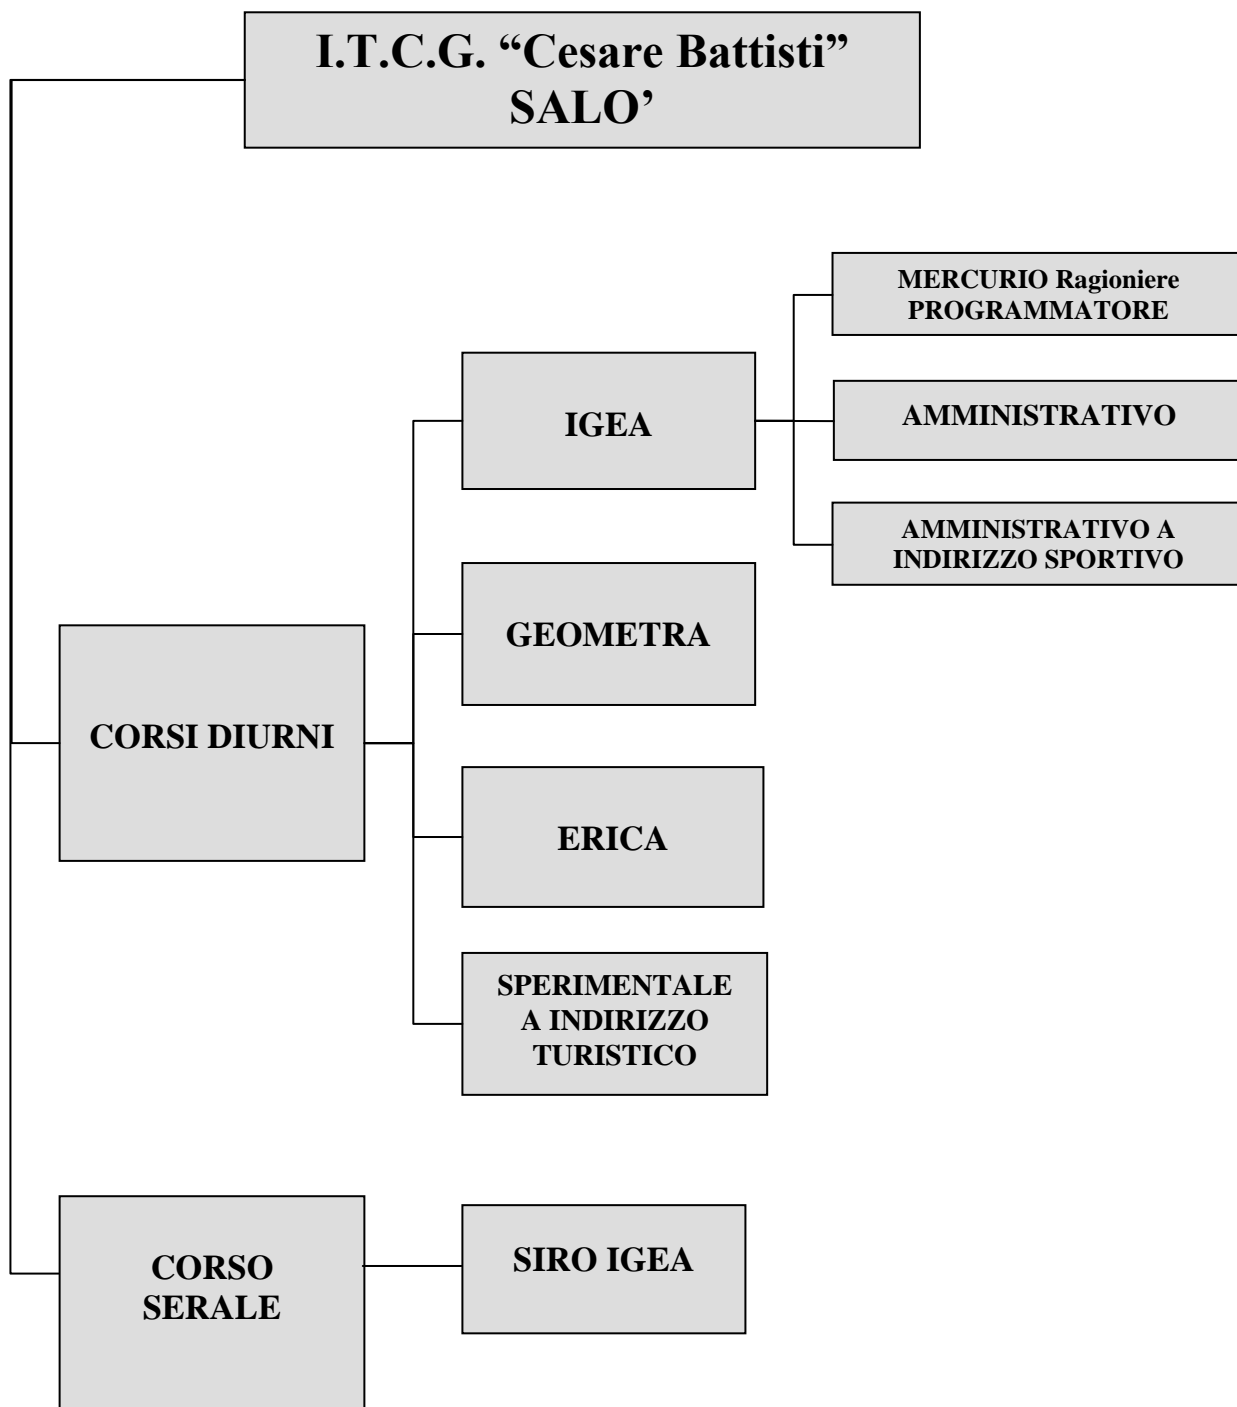 I.T.C.G. “Cesare Battisti”
SALO’
MERCURIO Ragioniere
PROGRAMMATORE
IGEA
AMMINISTRATIVO
AMMINISTRATIVO A
INDIRIZZO SPORTIVO
GEOMETRA
CORSI DIURNI
ERICA
SPERIMENTALE
A INDIRIZZO
TURISTICO
CORSO
SERALE
SIRO IGEA